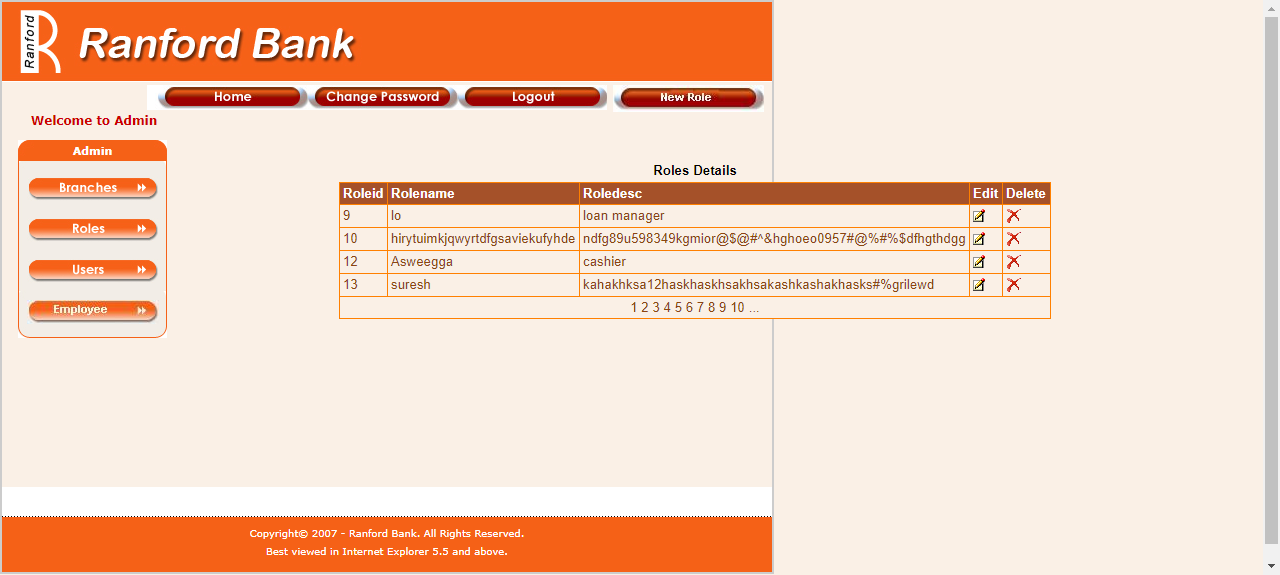 Ranford
Ranford Bank
Home Change Password Logout New Role
Welcome to Admin
Admin
Branches
Roles
Users
Employee
Roles Details
Roleid Rolename Roledesc Edit Delete
9 lo loan manager
10 hirytuimkjqwyrtdfgsaviekufyhde ndfg89u598349kgmior@$@#^&hghoeo0957#@%#%$dfhgthdgg
12 Asweegga cashier
13 suresh kahakhksa12haskhaskhsakhsakashkashakhasks#%grilewd
1 2 3 4 5 6 7 8 9 10 ...
Copyright© 2007 - Ranford Bank. All Rights Reserved.
Best viewed in Internet Explorer 5.5 and above.